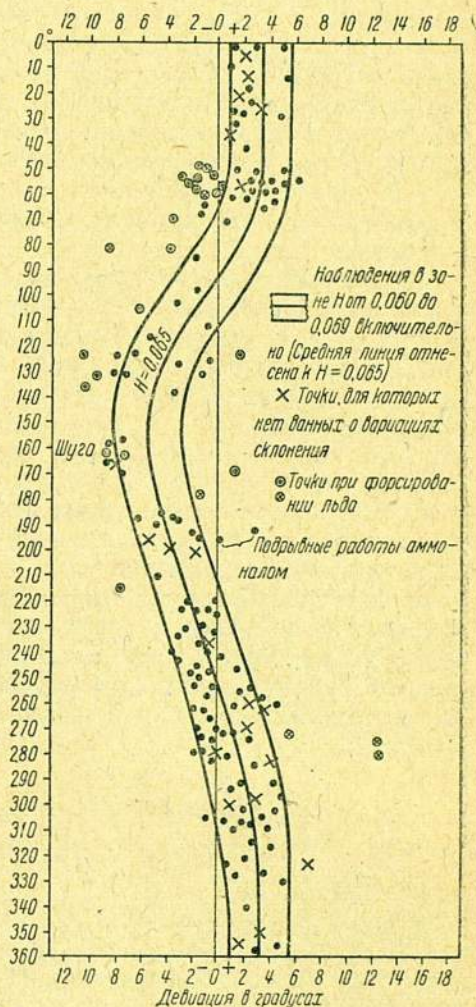 12 10 8 6 4 2 − 0 + 2 4 6 8 10 12 14 16 18
0°
10
20
30
40
50
60
70
80
90
100
110
120
130
140
150
160
170
180
190
200
210
220
230
240
250
260
270
280
290
300
310
320
330
340
350
360
Наблюдения в зо-
не H от 0,060 до
0,069 включитель-
но (Средняя линия отне-
сена к H = 0,065)
× Точки, для которых
нет данных о вариациях
склонения
Точки при форсирова-
нии льда
Подрывные работы аммо-
налом
H=0,065
Шуга
12 10 8 6 4 2 − 0 + 2 4 6 8 10 12 14 16 18
Девиация в градусах